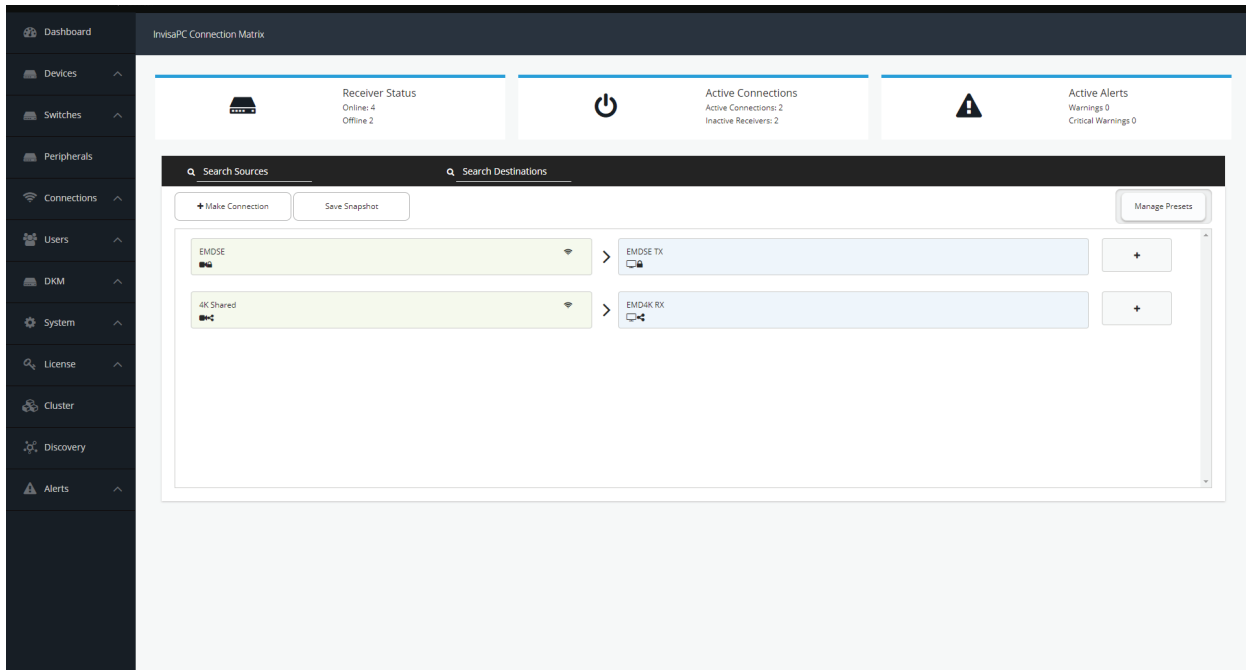 Dashboard
InvisaPC Connection Matrix
Devices
Switches
Peripherals
Connections
Users
DKM
System
License
Cluster
Discovery
Alerts
Receiver Status
Online: 4
Offline 2
Active Connections
Active Connections: 2
Inactive Receivers: 2
Active Alerts
Warnings 0
Critical Warnings 0
Search Sources
Search Destinations
+ Make Connection
Save Snapshot
Manage Presets
EMDSE
EMDSE TX
+
4K Shared
EMD4K RX
+